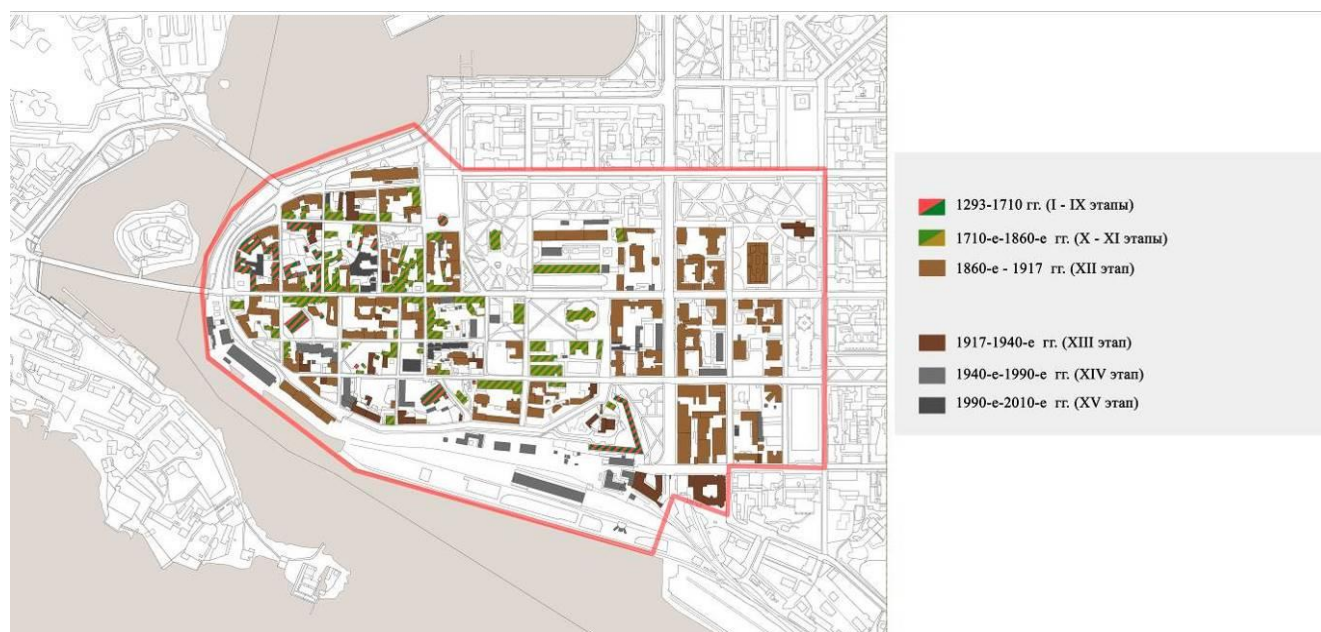 1293-1710 гг. (I - IX этапы)
1710-е-1860-е гг. (X - XI этапы)
1860-е - 1917 гг. (XII этап)
1917-1940-е гг. (XIII этап)
1940-е-1990-е гг. (XIV этап)
1990-е-2010-е гг. (XV этап)